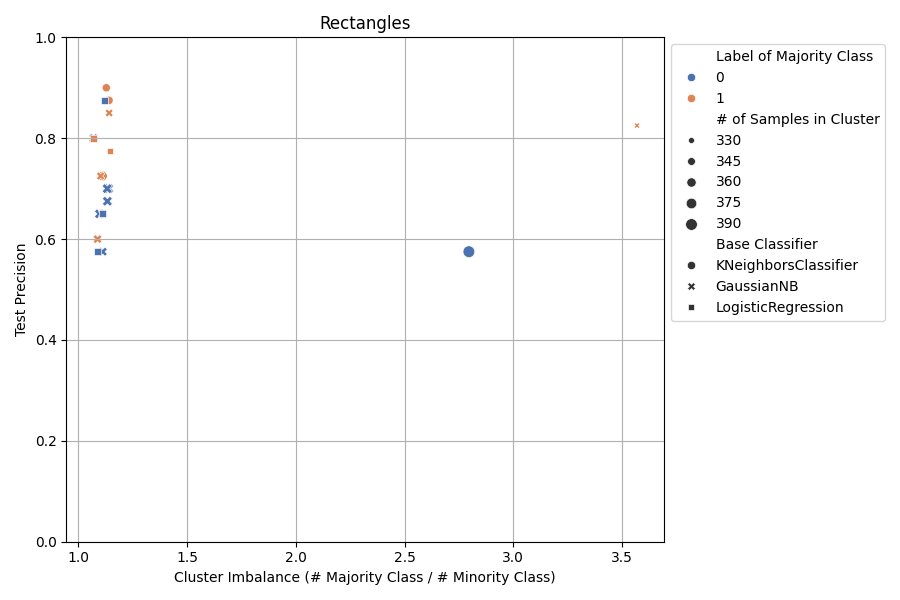 Rectangles
1.0
0.8
0.6
0.4
0.2
0.0
Test Precision
1.0
1.5
2.0
2.5
3.0
3.5
Cluster Imbalance (# Majority Class / # Minority Class)
Label of Majority Class
0
1
# of Samples in Cluster
330
345
360
375
390
Base Classifier
KNeighborsClassifier
GaussianNB
LogisticRegression